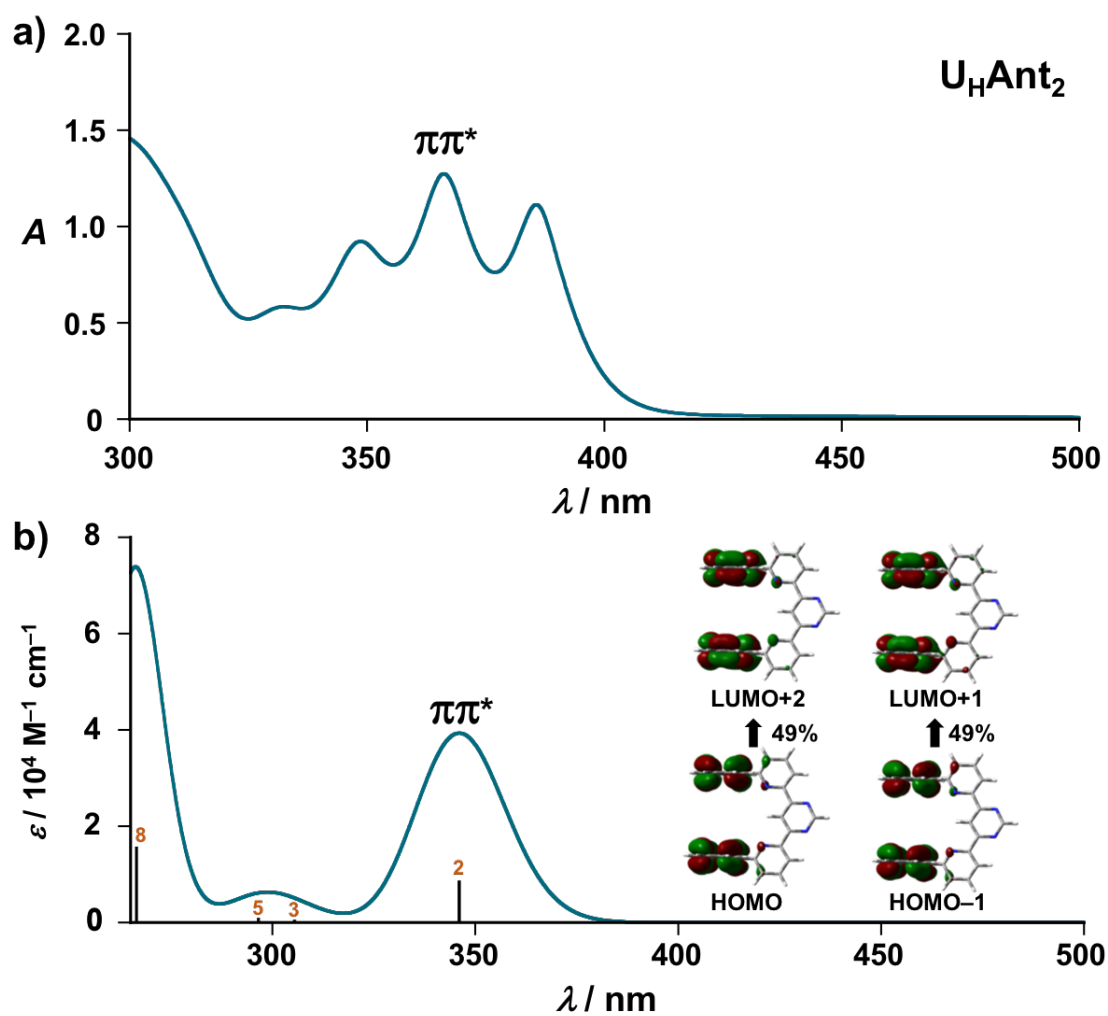 a)
2.0
U_HAnt_2
1.5
ππ*
A
1.0
0.5
0
300 350 400 450 500
λ / nm
b)
8
6
ππ*
LUMO+2 LUMO+1
49% 49%
4
ε / 10⁴ M⁻¹ cm⁻¹
2
8
2
5 3
HOMO HOMO–1
0
300 350 400 450 500
λ / nm